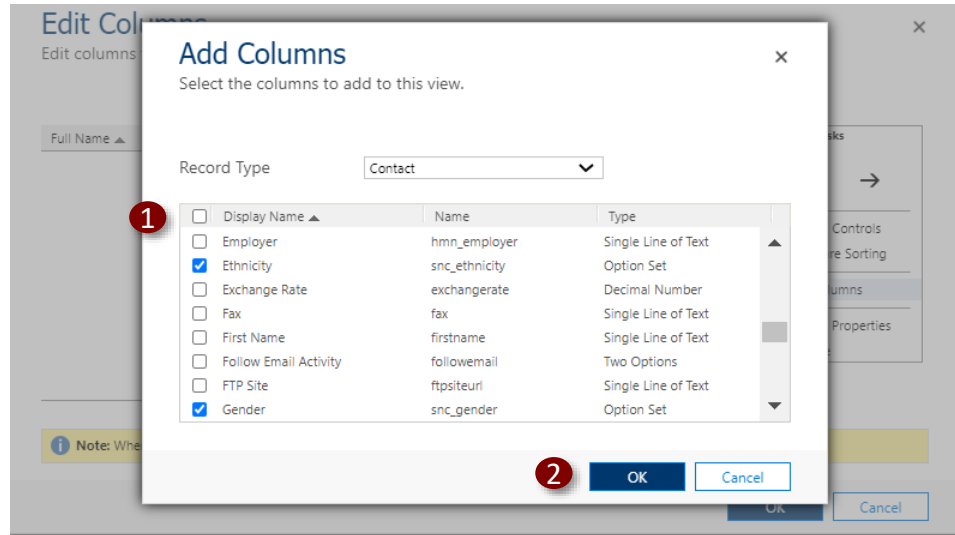 Edit Col
Edit columns
Add Columns
Select the columns to add to this view.
Full Name
sks
Record Type
Contact
1
Display Name
Name
Type
Employer
hmn_employer
Single Line of Text
Controls
Ethnicity
snc_ethnicity
Option Set
re Sorting
Exchange Rate
exchangerate
Decimal Number
lumns
Fax
fax
Single Line of Text
First Name
firstname
Single Line of Text
Properties
Follow Email Activity
followemail
Two Options
FTP Site
ftpsiteurl
Single Line of Text
Gender
snc_gender
Option Set
Note: Whe
2
OK
Cancel
OK
Cancel